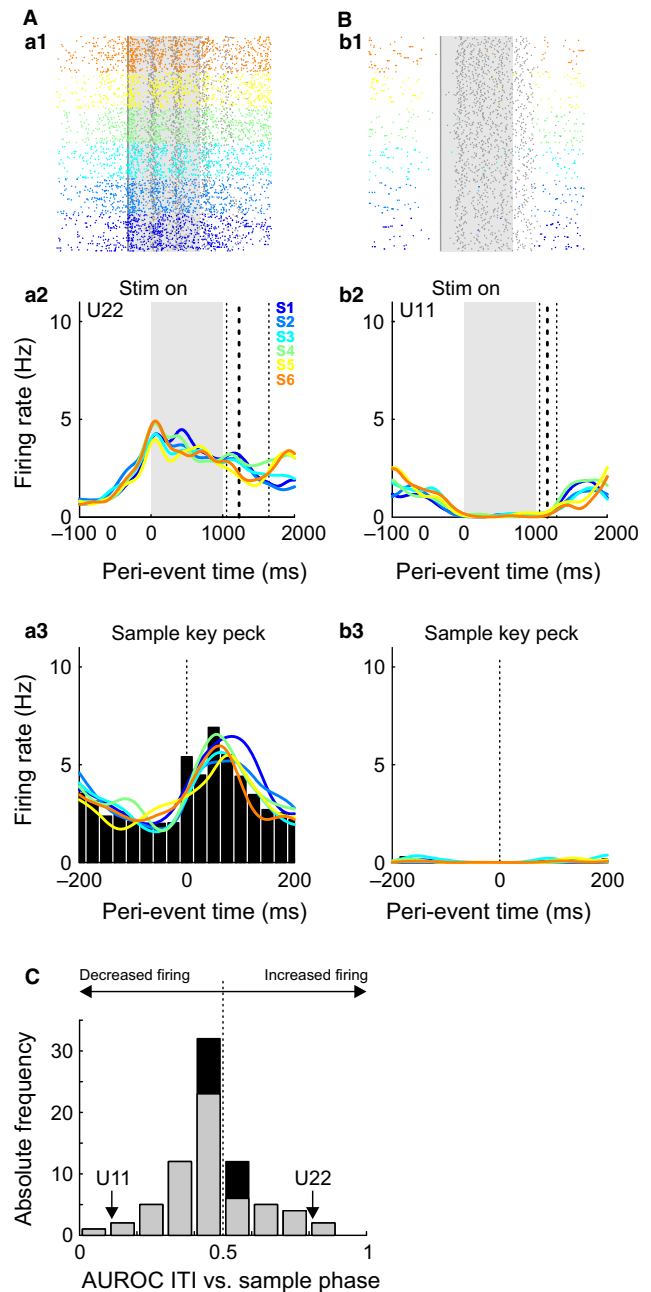 A
B
a1
b1
a2
Stim on
b2
Stim on
U22
U11
S1
S2
S3
S4
S5
S6
10
5
0
Firing rate (Hz)
–100 0 0 1000 2000
Peri-event time (ms)
10
5
0
–100 0 0 1000 2000
Peri-event time (ms)
a3
Sample key peck
b3
Sample key peck
10
5
0
Firing rate (Hz)
–200 0 200
Peri-event time (ms)
10
5
0
–200 0 200
Peri-event time (ms)
C
Decreased firing
Increased firing
30
20
10
0
Absolute frequency
U11
U22
0 0.5 1
AUROC ITI vs. sample phase